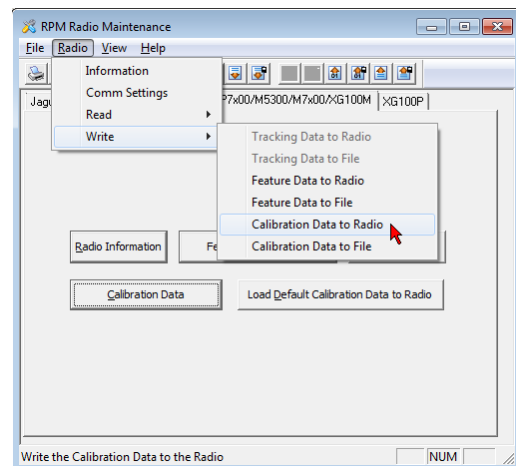 RPM Radio Maintenance
File Radio View Help
Information
Comm Settings
Read
Write
P7x00/M5300/M7x00/XG100M XG100P
Tracking Data to Radio
Tracking Data to File
Feature Data to Radio
Feature Data to File
Calibration Data to Radio
Calibration Data to File
Radio Information
Calibration Data Load Default Calibration Data to Radio
Write the Calibration Data to the Radio NUM